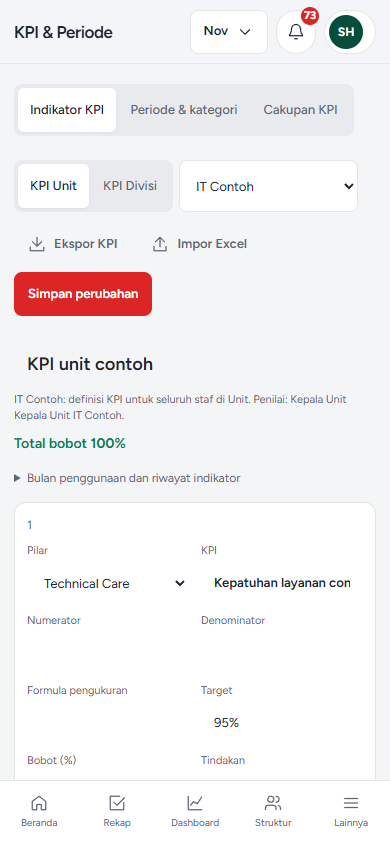 KPI & Periode
Nov
73
SH
Indikator KPI
Periode & kategori
Cakupan KPI
KPI Unit
KPI Divisi
IT Contoh
Ekspor KPI
Impor Excel
Simpan perubahan
KPI unit contoh
IT Contoh: definisi KPI untuk seluruh staf di Unit. Penilai: Kepala Unit
Kepala Unit IT Contoh.
Total bobot 100%
Bulan penggunaan dan riwayat indikator
1
Pilar
KPI
Technical Care
Kepatuhan layanan con
Numerator
Denominator
Formula pengukuran
Target
95%
Bobot (%)
Tindakan
Beranda
Rekap
Dashboard
Struktur
Lainnya